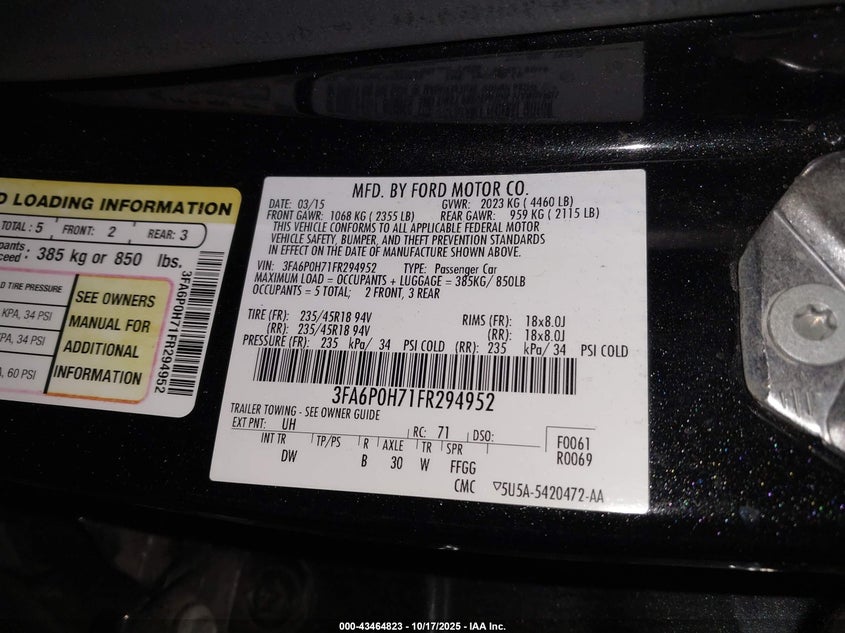 D LOADING INFORMATION
TOTAL : 5 FRONT: 2 REAR: 3
pants
ceed : 385 kg or 850 lbs.
D TIRE PRESSURE
KPA, 34 PSI
PA, 34 PSI
A, 60 PSI
SEE OWNERS
MANUAL FOR
ADDITIONAL
INFORMATION
3FA6P0H71FR294952
MFD. BY FORD MOTOR CO.
DATE: 03/15 GVWR: 2023 KG ( 4460 LB)
FRONT GAWR: 1068 KG ( 2355 LB) REAR GAWR: 959 KG ( 2115 LB)
THIS VEHICLE CONFORMS TO ALL APPLICABLE FEDERAL MOTOR
VEHICLE SAFETY, BUMPER, AND THEFT PREVENTION STANDARDS
IN EFFECT ON THE DATE OF MANUFACTURE SHOWN ABOVE.
VIN: 3FA6P0H71FR294952 TYPE: Passenger Car
MAXIMUM LOAD = OCCUPANTS + LUGGAGE = 385KG/ 850LB
OCCUPANTS = 5 TOTAL; 2 FRONT, 3 REAR
TIRE (FR): 235/45R18 94V RIMS (FR): 18x8.0J
(RR): 235/45R18 94V (RR): 18x8.0J
PRESSURE (FR): 235 kPa/ 34 PSI COLD (RR): 235 kPa/ 34 PSI COLD
3FA6P0H71FR294952
TRAILER TOWING - SEE OWNER GUIDE
EXT PNT: UH RC: 71 DSO: F0061
INT TR TP/PS R AXLE TR SPR R0069
DW B 30 W FFGG
CMC ▽5U5A-5420472-AA
000-43464823 | 10/17/2025 - IAA Inc.